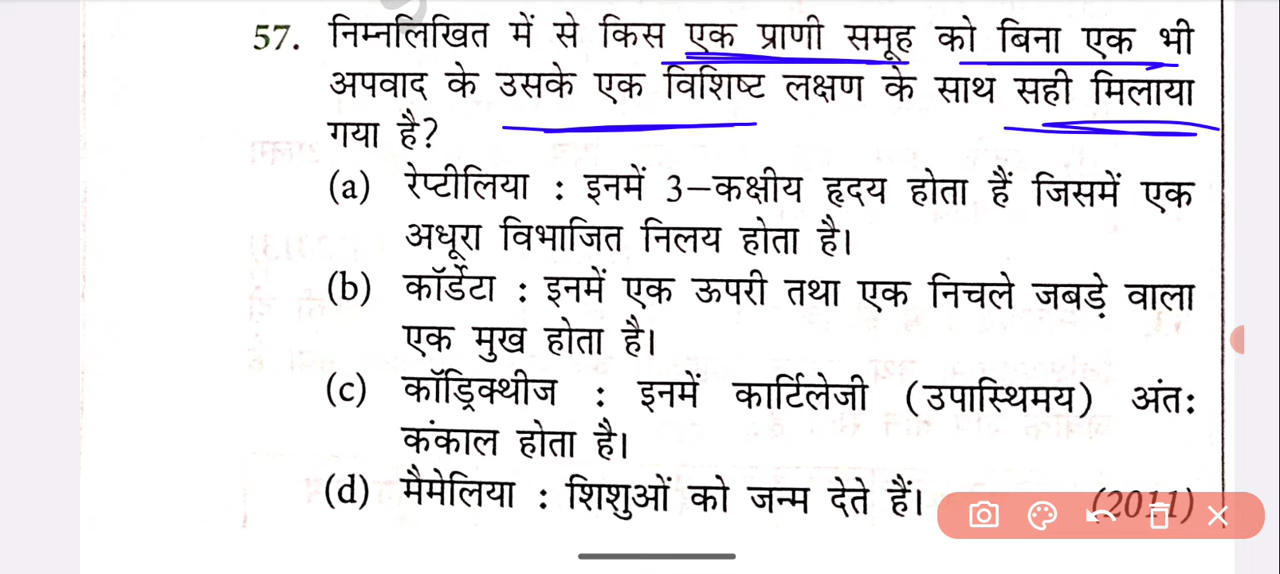 57. निम्नलिखित में से किस एक प्राणी समूह को बिना एक भी
अपवाद के उसके एक विशिष्ट लक्षण के साथ सही मिलाया
गया है?
(a) रेप्टीलिया : इनमें 3-कक्षीय हृदय होता हैं जिसमें एक
अधूरा विभाजित निलय होता है।
(b) कॉर्डेटा : इनमें एक ऊपरी तथा एक निचले जबड़े वाला
एक मुख होता है।
(c) कॉड्रिक्थीज : इनमें कार्टिलेजी (उपास्थिमय) अंतः
कंकाल होता है।
(d) मैमेलिया : शिशुओं को जन्म देते हैं। (2011)